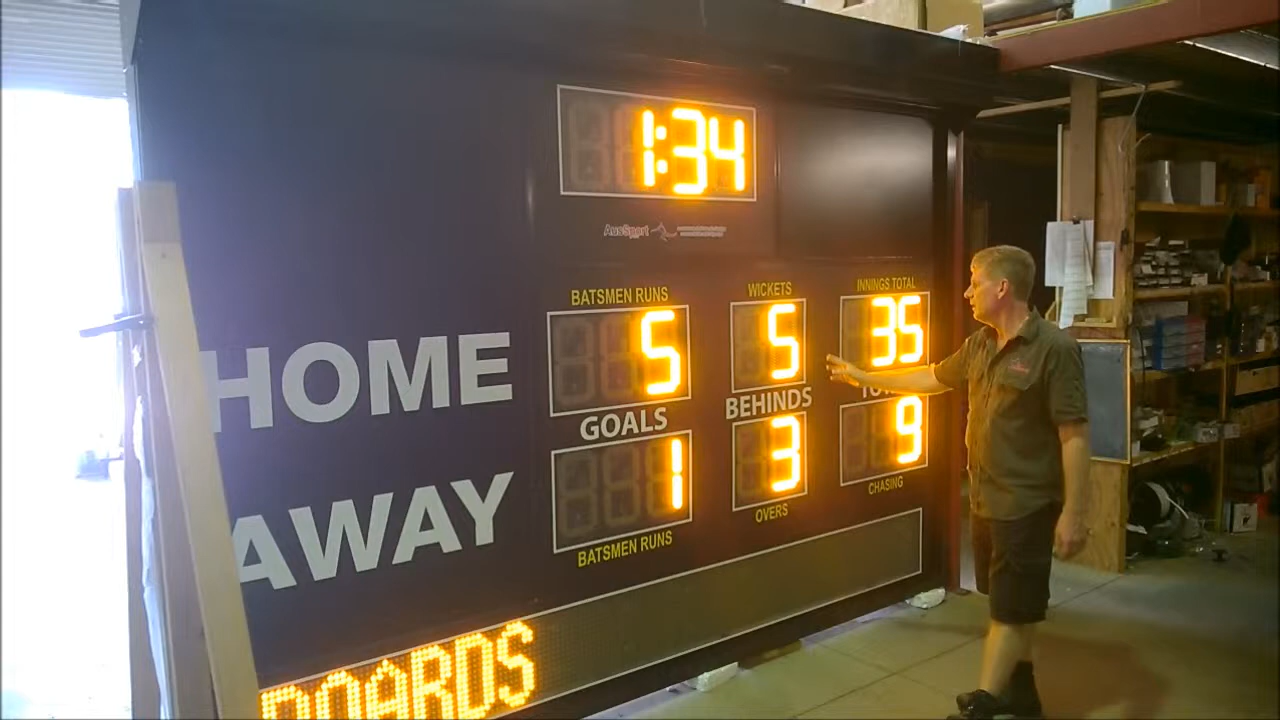 1:34
AusSport
BATSMEN RUNS WICKETS INNINGS TOTAL
HOME 5 5 35
GOALS BEHINDS
AWAY 1 3 9
BATSMEN RUNS OVERS CHASING
BOARDS